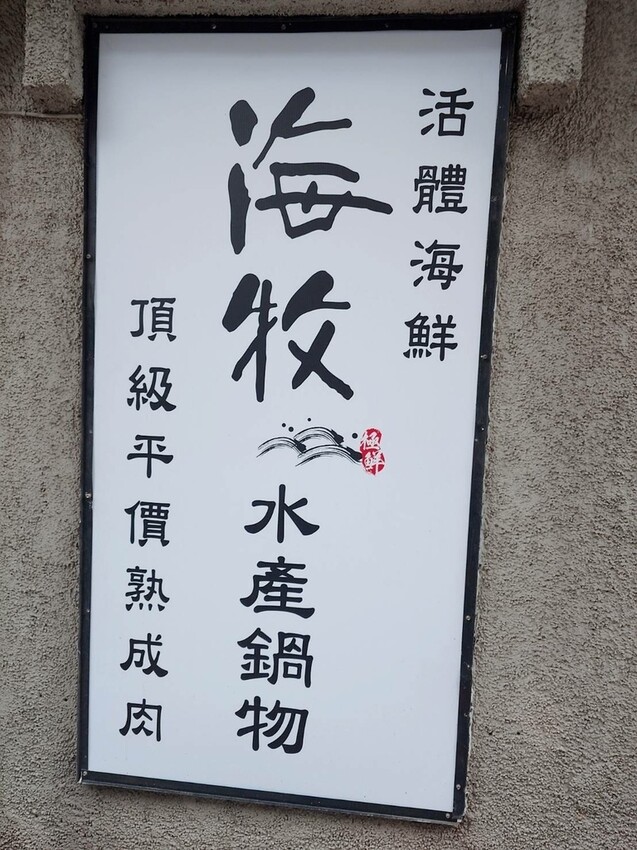 活體海鮮
海牧
極鮮
水產鍋物
頂級平價熟成肉